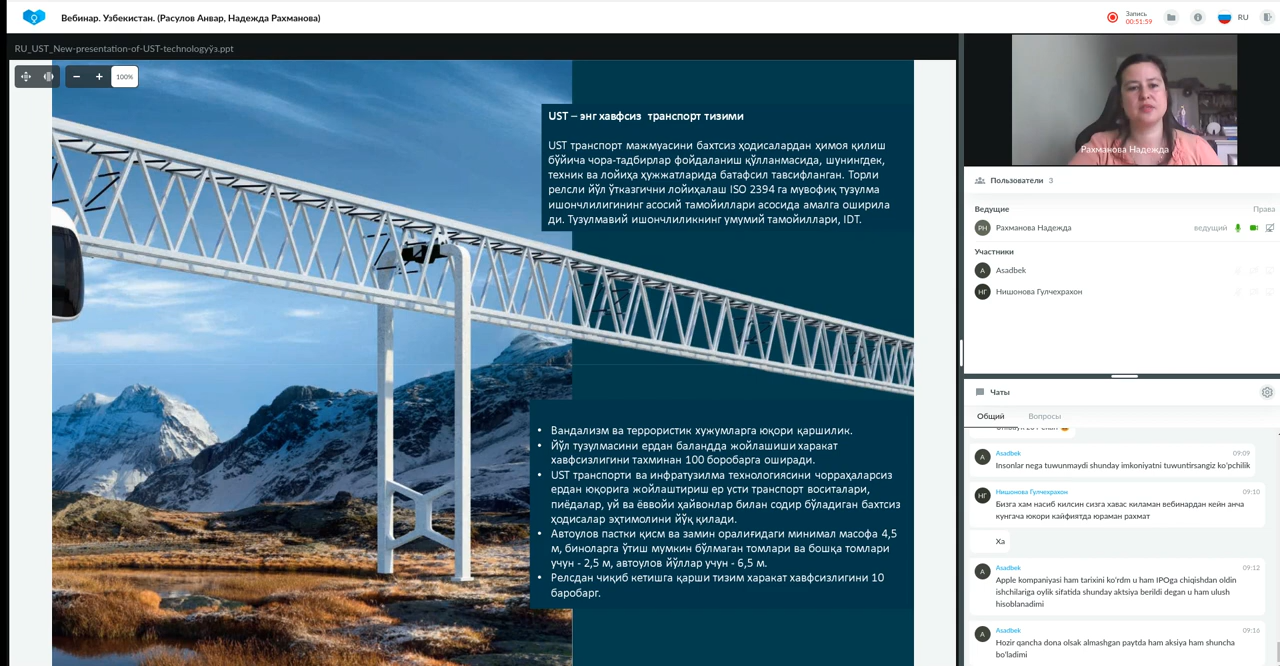 Вебинар. Узбекистан. (Расулов Анвар, Надежда Рахманова)
Запись
00:51:59
RU
RU_UST_New-presentation-of-UST-technologyўз.ppt
100%
UST – энг хавфсиз транспорт тизими
UST транспорт мажмуасини бахтсиз ҳодисалардан ҳимоя қилиш
бўйича чора-тадбирлар фойдаланиш қўлланмасида, шунингдек,
техник ва лойиҳа ҳужжатларида батафсил тавсифланган. Торли
релсли йўл ўтказгични лойиҳалаш ISO 2394 га мувофиқ тузулма
ишончлилигининг асосий тамойиллари асосида амалга оширила
ди. Тузулмавий ишончлиликнинг умумий тамойиллари, IDT.
• Вандализм ва террористик хужумларга юқори қаршилик.
• Йўл тузулмасини ердан баландда жойлашиши харакат
хавфсизлигини тахминан 100 боробарга оширади.
• UST транспорти ва инфратузилма технологиясини чорраҳаларсиз
ердан юқорига жойлаштириш ер усти транспорт воситалари,
пиёдалар, уй ва ёввойи ҳайвонлар билан содир бўладиган бахтсиз
ҳодисалар эҳтимолини йўқ қилади.
• Автоулов пастки қисм ва замин оралиғидаги минимал масофа 4,5
м, биноларга ўтиш мумкин бўлмаган томлари ва бошқа томлари
учун - 2,5 м, автоулов йўллар учун - 6,5 м.
• Релсдан чиқиб кетишга қарши тизим харакат хавфсизлигини 10
баробарг.
Рахманова Надежда
Пользователи 3
Ведущие
Права
РН
Рахманова Надежда
ведущий
Участники
A
Asadbek
НГ
Нишонова Гулчехрахон
Чаты
Общий
Вопросы
A
Asadbek
09:09
Insonlar nega tuwunmaydi shunday imkoniyatni tuwuntirsangiz ko'pchilik
НГ
Нишонова Гулчехрахон
09:10
Бизга хам насиб килсин сизга хавас киламан вебинардан кейн анча
кунгача юкори кайфиятда юраман рахмат
Ха
A
Asadbek
09:12
Apple kompaniyasi ham tarixini ko'rdm u ham IPOga chiqishdan oldin
ishchilariga oylik sifatida shunday aktsiya berildi degan u ham ulush
hisoblanadimi
A
Asadbek
09:16
Hozir qancha dona olsak almashgan paytda ham aksiya ham shuncha
bo'ladimi